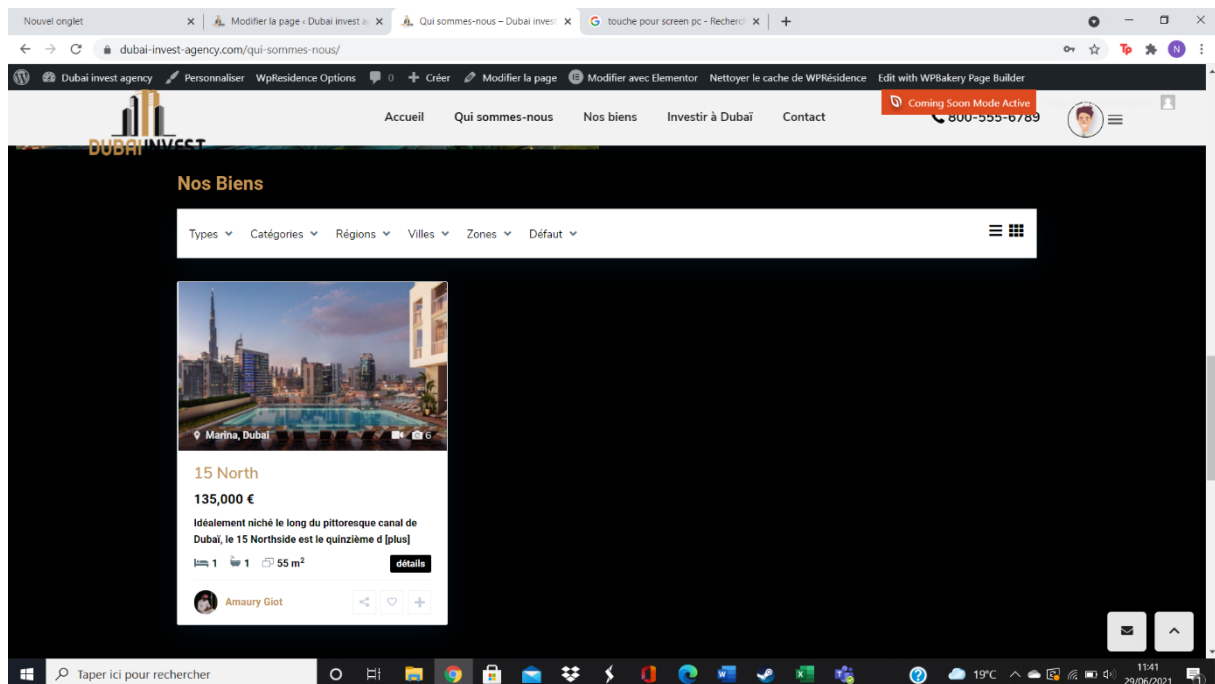 Nouvel onglet
Modifier la page ‹ Dubai invest a
Qui sommes-nous – Dubai invest
touche pour screen pc - Recherc
dubai-invest-agency.com/qui-sommes-nous/
Tp
N
Dubai invest agency
Personnaliser
WpResidence Options
0
Créer
Modifier la page
Modifier avec Elementor
Nettoyer le cache de WPRésidence
Edit with WPBakery Page Builder
Coming Soon Mode Active
DUBAI INVEST
Accueil
Qui sommes-nous
Nos biens
Investir à Dubaï
Contact
800-555-6789
Nos Biens
Types
Catégories
Régions
Villes
Zones
Défaut
Marina, Dubai
6
15 North
135,000 €
Idéalement niché le long du pittoresque canal de
Dubaï, le 15 Northside est le quinzième d [plus]
1
1
55 m²
détails
Amaury Giot
Taper ici pour rechercher
19°C
11:41
29/06/2021